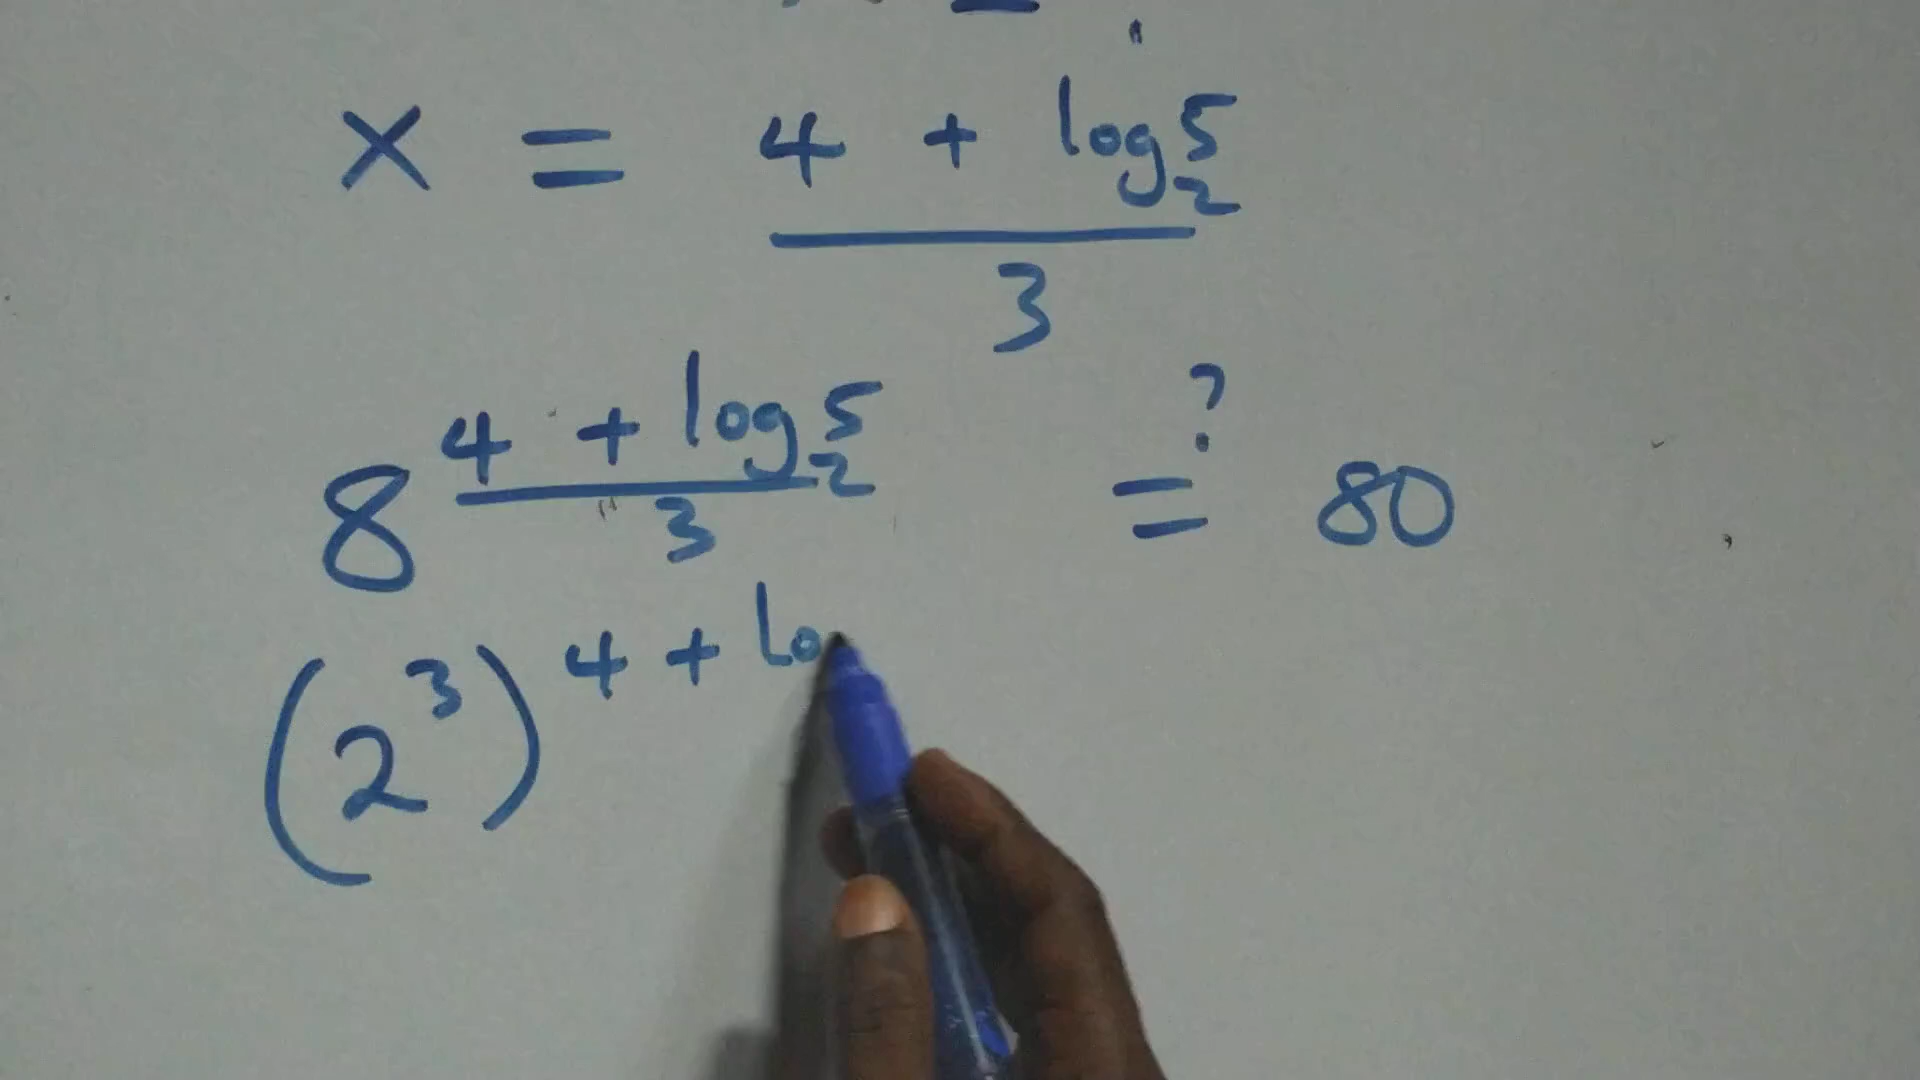 x = (4 + log₂5)/3
8^((4 + log₂5)/3) =? 80
(2³)^(4 + lo